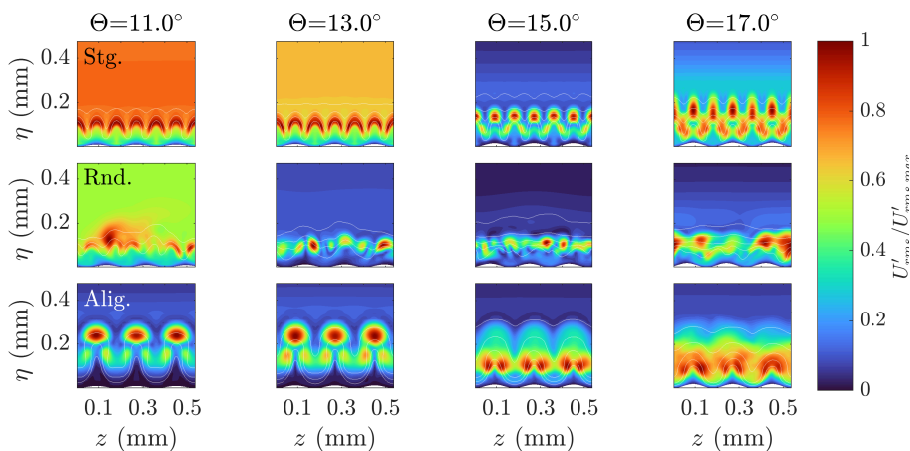 Θ=11.0° Θ=13.0° Θ=15.0° Θ=17.0°
η (mm) 0.4 0.2 Stg.
η (mm) 0.4 0.2 Rnd.
η (mm) 0.4 0.2 Alig.
0.1 0.3 0.5 0.1 0.3 0.5 0.1 0.3 0.5 0.1 0.3 0.5
z (mm) z (mm) z (mm) z (mm)
1
0.8
0.6
0.4
0.2
0
U'rms/U'rms,max